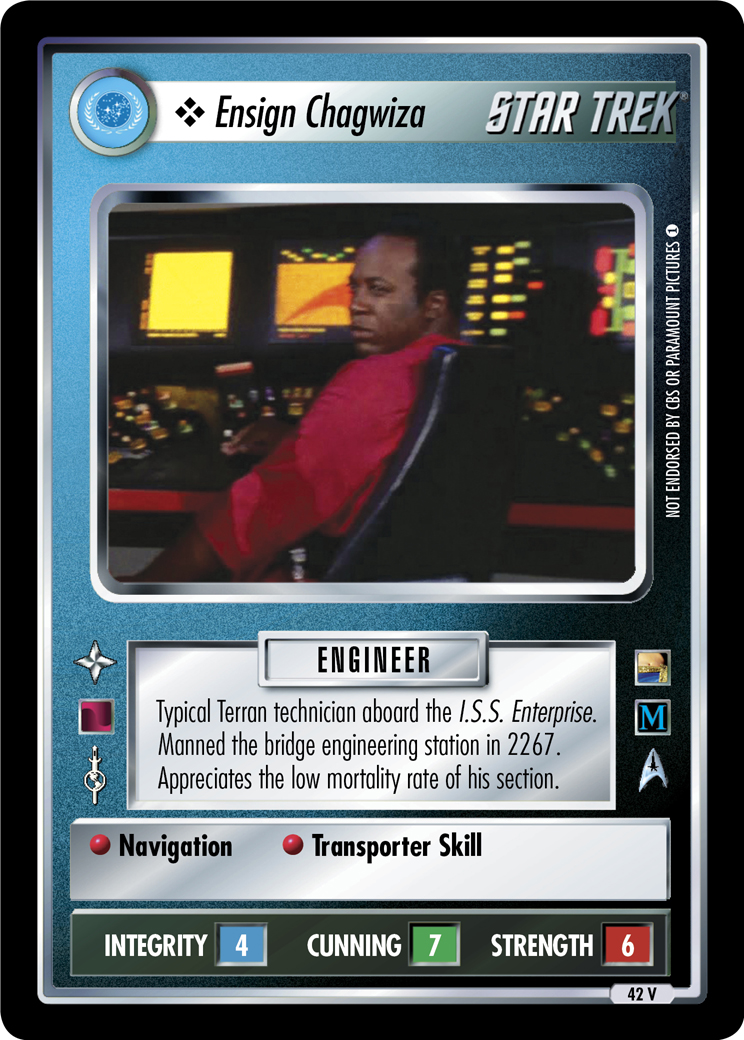 ❖ Ensign Chagwiza
STAR TREK®
NOT ENDORSED BY CBS OR PARAMOUNT PICTURES 1
ENGINEER
Typical Terran technician aboard the I.S.S. Enterprise.
Manned the bridge engineering station in 2267.
Appreciates the low mortality rate of his section.
M
Navigation Transporter Skill
INTEGRITY 4 CUNNING 7 STRENGTH 6
42 V